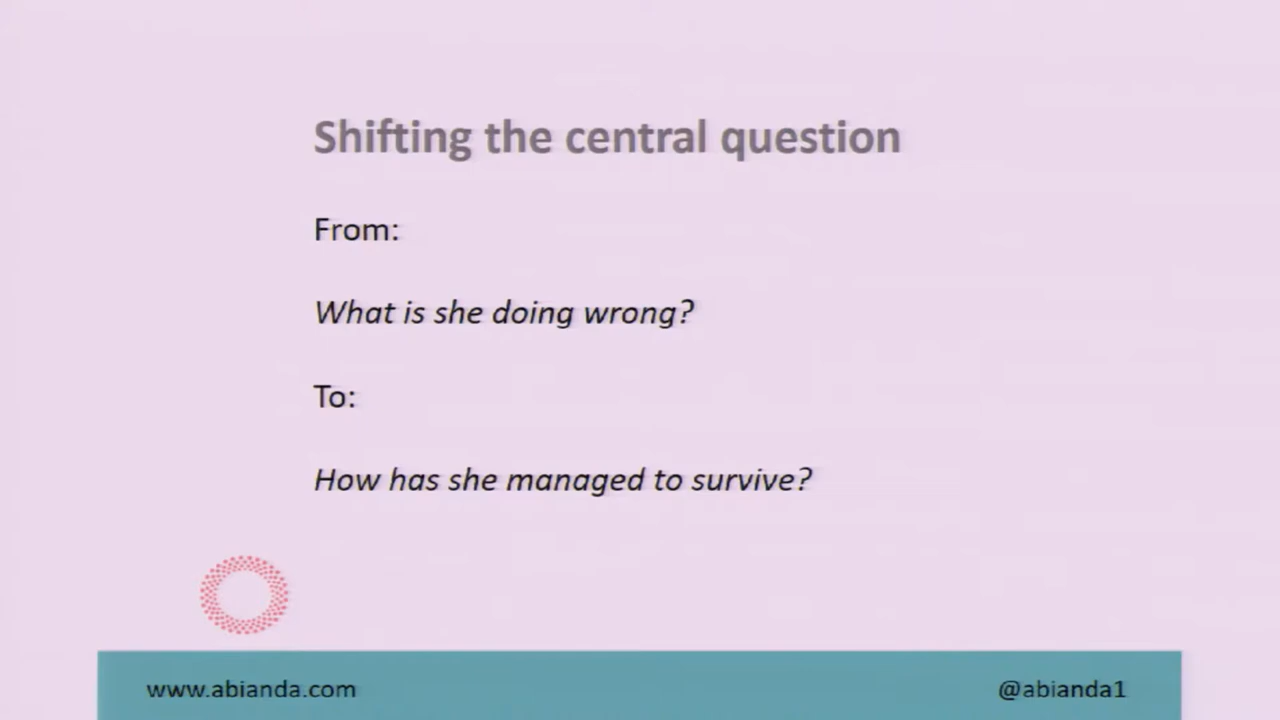 Shifting the central question
From:
What is she doing wrong?
To:
How has she managed to survive?
www.abianda.com
@abianda1